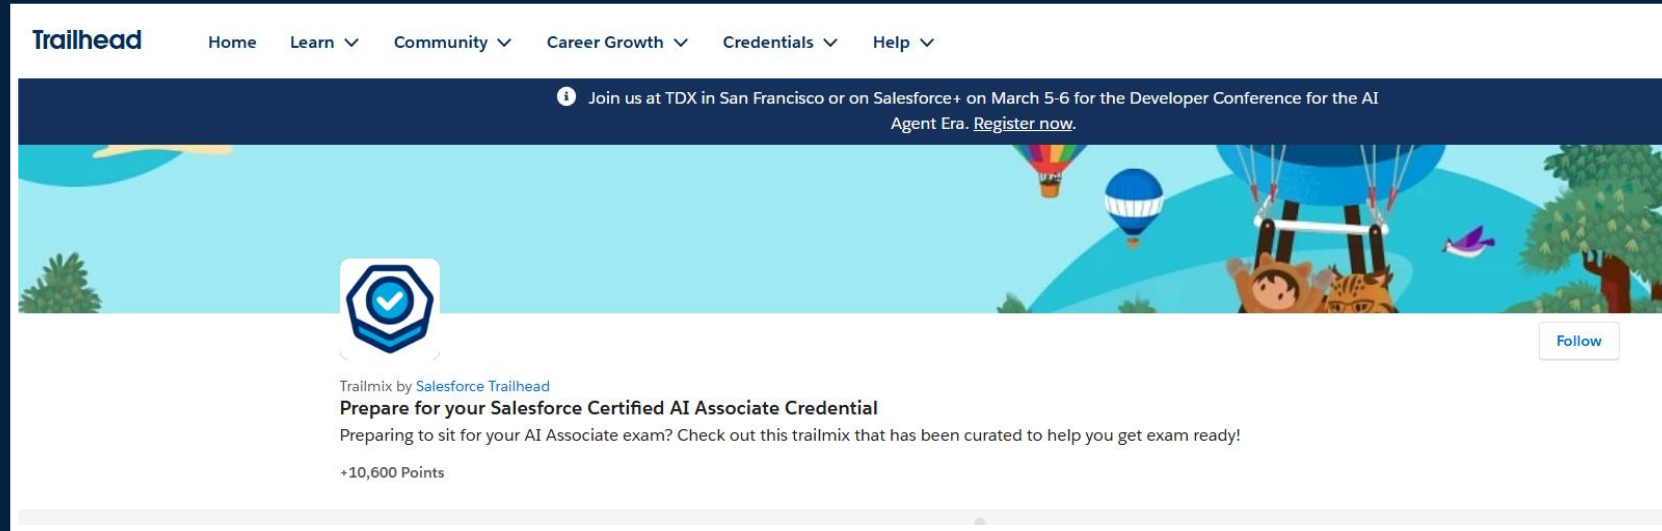 Trailhead
Home Learn Community Career Growth Credentials Help
Join us at TDX in San Francisco or on Salesforce+ on March 5-6 for the Developer Conference for the AI
Agent Era. Register now.
Follow
Trailmix by Salesforce Trailhead
Prepare for your Salesforce Certified AI Associate Credential
Preparing to sit for your AI Associate exam? Check out this trailmix that has been curated to help you get exam ready!
+10,600 Points